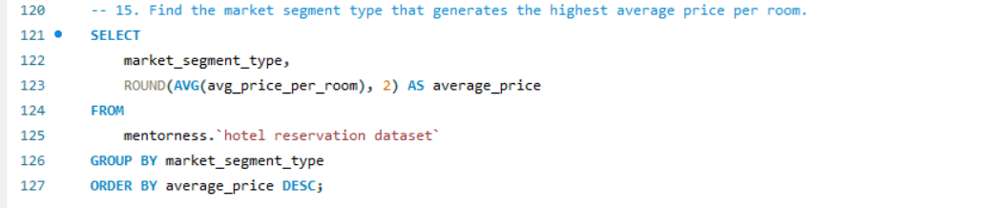 120 -- 15. Find the market segment type that generates the highest average price per room.
121 SELECT
122 market_segment_type,
123 ROUND(AVG(avg_price_per_room), 2) AS average_price
124 FROM
125 mentorness.`hotel reservation dataset`
126 GROUP BY market_segment_type
127 ORDER BY average_price DESC;